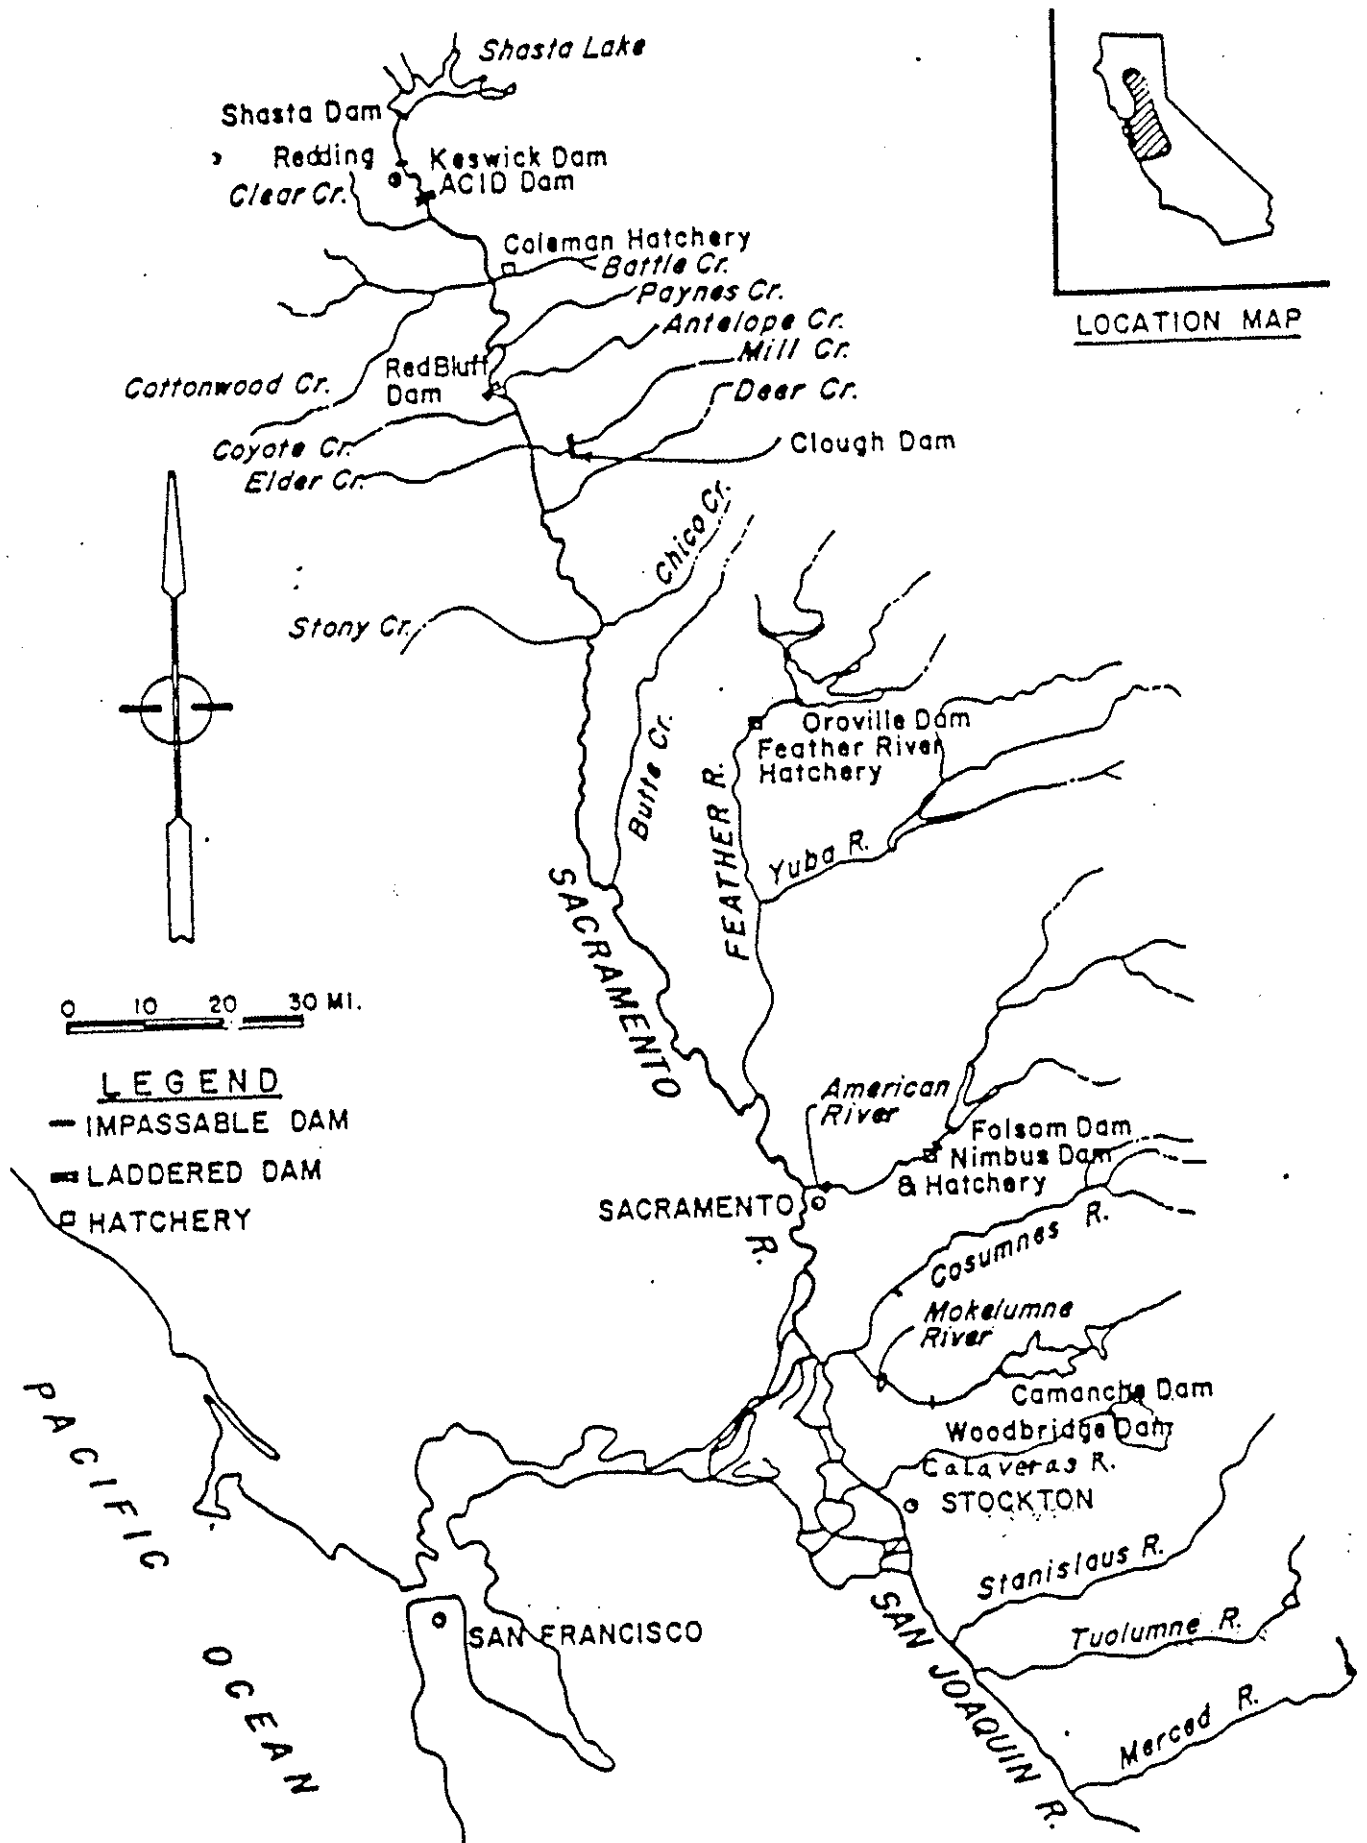 Shasta Lake
Shasta Dam
Redding
Keswick Dam
ACID Dam
Clear Cr.
Coleman Hatchery
Battle Cr.
Paynes Cr.
Antelope Cr.
Mill Cr.
Deer Cr.
Cottonwood Cr.
Red Bluff
Dam
Coyote Cr.
Elder Cr.
Clough Dam
LOCATION MAP
Chico Cr.
Stony Cr.
Butte Cr.
Oroville Dam
Feather River
Hatchery
FEATHER R.
Yuba R.
SACRAMENTO R.
0 10 20 30 MI.
LEGEND
IMPASSABLE DAM
LADDERED DAM
HATCHERY
American
River
Folsom Dam
Nimbus Dam
& Hatchery
SACRAMENTO
Cosumnes R.
Mokelumne
River
Camanche Dam
Woodbridge Dam
Calaveras R.
STOCKTON
Stanislaus R.
Tuolumne R.
Merced R.
SAN JOAQUIN R.
SAN FRANCISCO
PACIFIC OCEAN